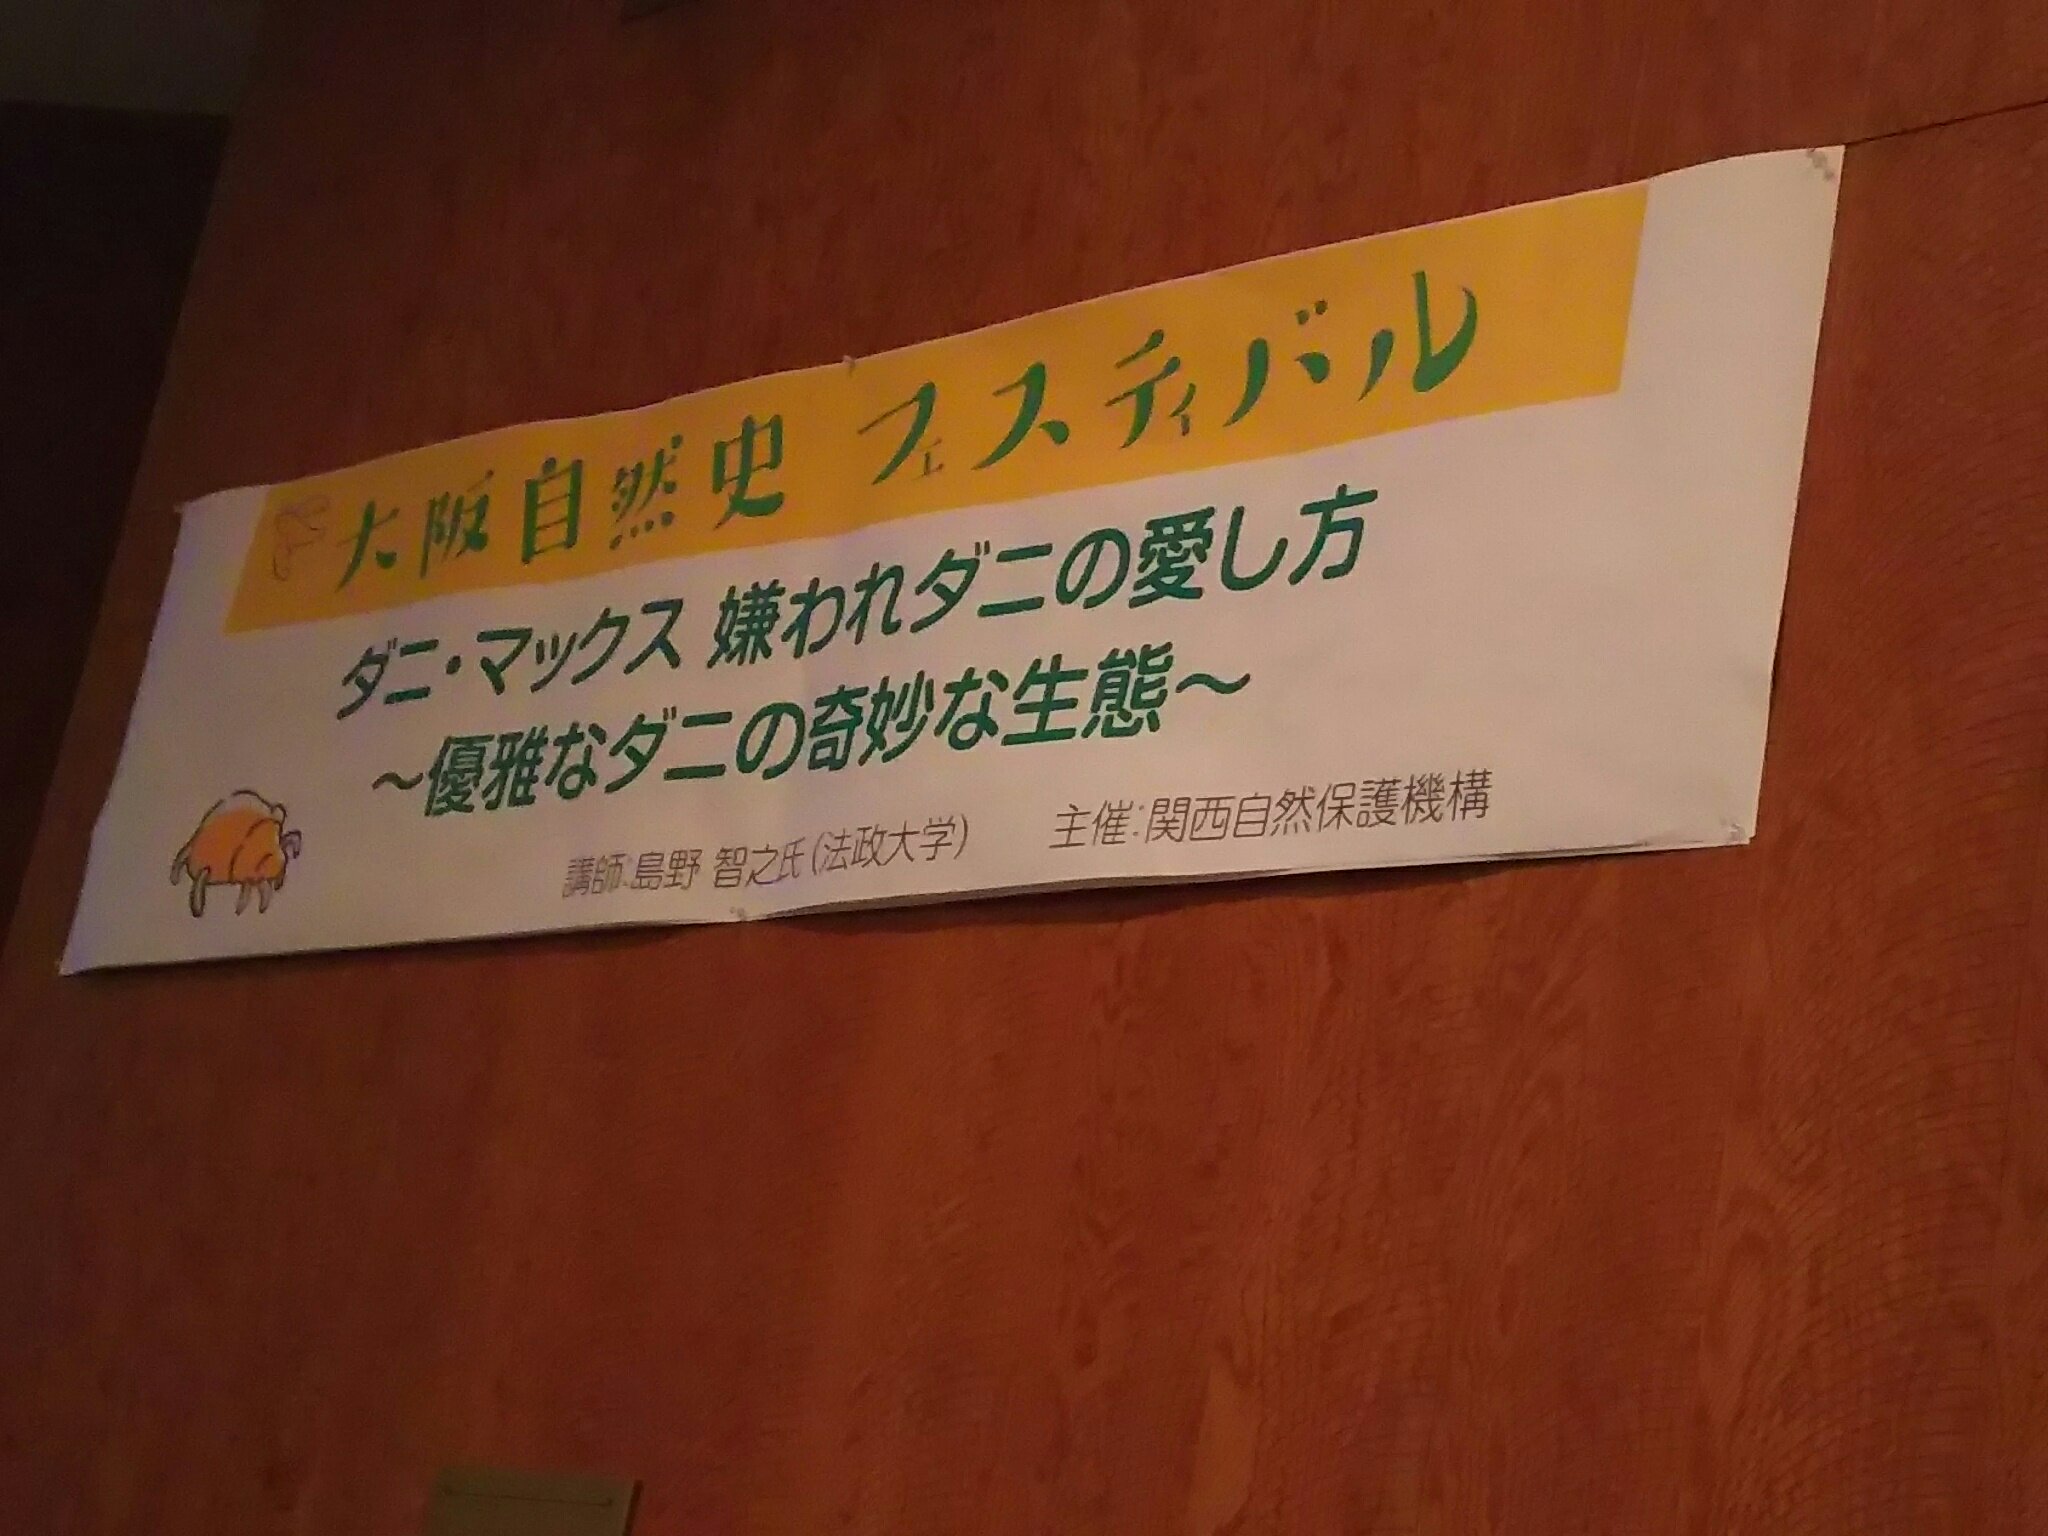 大阪自然史フェスティバル
ダニ・マックス 嫌われダニの愛し方
〜優雅なダニの奇妙な生態〜
講師:島野 智之氏(法政大学) 主催:関西自然保護機構